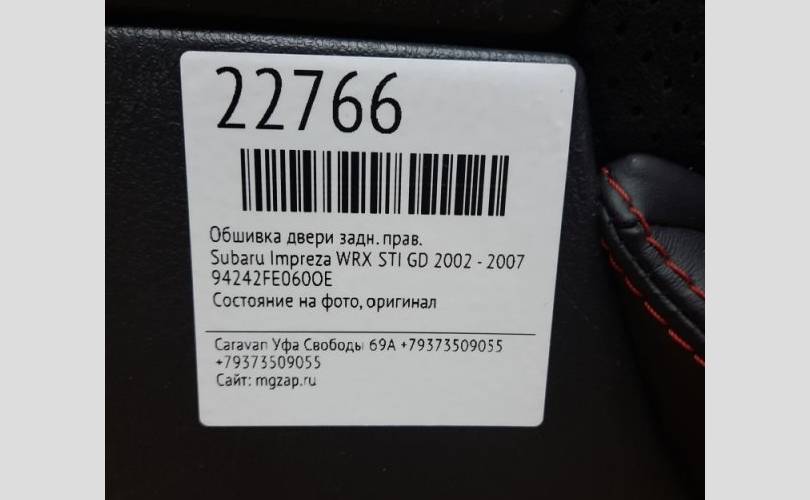 22766
Обшивка двери задн. прав.
Subaru Impreza WRX STI GD 2002 - 2007
94242FE060OE
Состояние на фото, оригинал
Caravan Уфа Свободы 69А +79373509055
+79373509055
Сайт: mgzap.ru